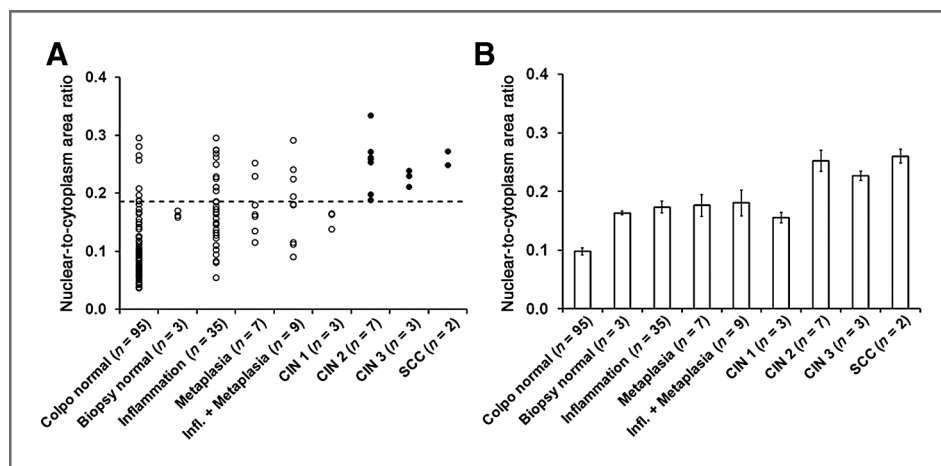 A
Nuclear-to-cytoplasm area ratio
0.4
0.3
0.2
0.1
0.0
Colpo normal (n = 95)
Biopsy normal (n = 3)
Inflammation (n = 35)
Metaplasia (n = 7)
Infl. + Metaplasia (n = 9)
CIN 1 (n = 3)
CIN 2 (n = 7)
CIN 3 (n = 3)
SCC (n = 2)
B
Nuclear-to-cytoplasm area ratio
0.4
0.3
0.2
0.1
0.0
Colpo normal (n = 95)
Biopsy normal (n = 3)
Inflammation (n = 35)
Metaplasia (n = 7)
Infl. + Metaplasia (n = 9)
CIN 1 (n = 3)
CIN 2 (n = 7)
CIN 3 (n = 3)
SCC (n = 2)